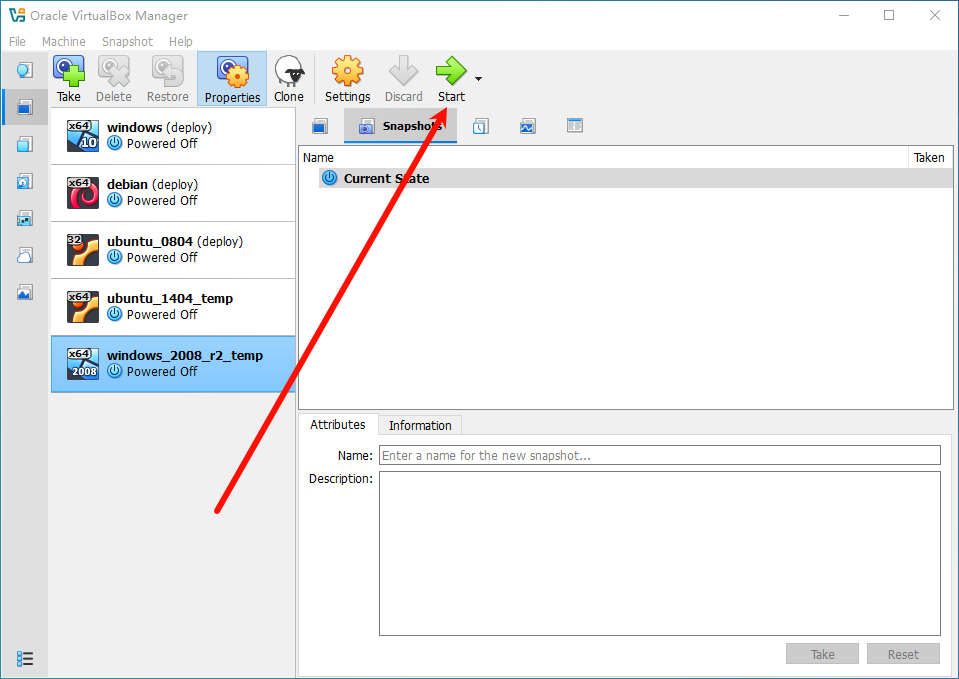 Oracle VirtualBox Manager
File Machine Snapshot Help
Take Delete Restore Properties Clone Settings Discard Start
x64 10 windows (deploy)
Powered Off
x64 debian (deploy)
Powered Off
32 ubuntu_0804 (deploy)
Powered Off
x64 ubuntu_1404_temp
Powered Off
x64 2008 windows_2008_r2_temp
Powered Off
Snapshots
Name Taken
Current State
Attributes Information
Name: Enter a name for the new snapshot...
Description:
Take Reset